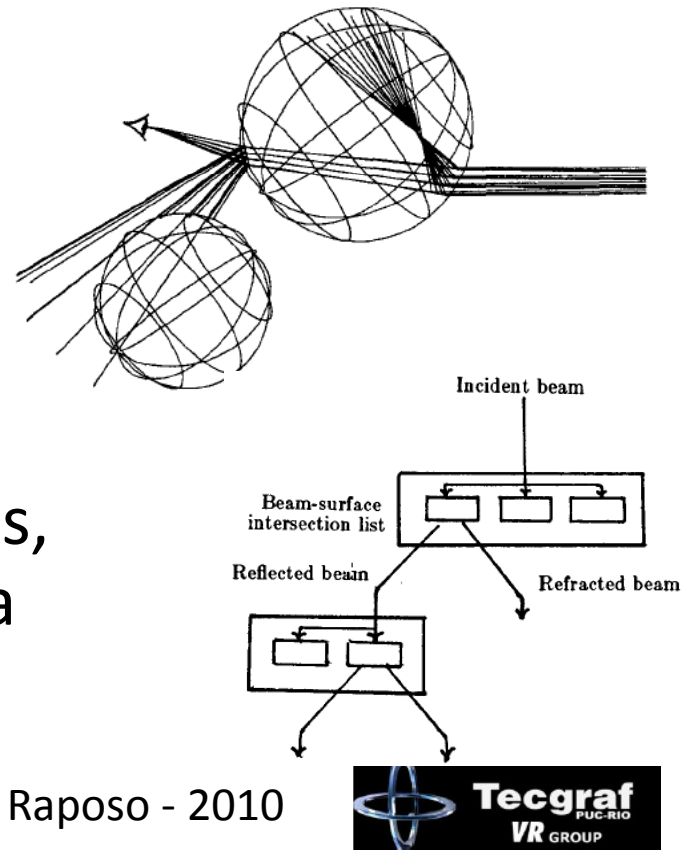 Incident beam
Beam-surface
intersection list
s,
Reflected beam
Refracted beam
a
Raposo - 2010
Tecgraf
PUC-RIO
VR GROUP